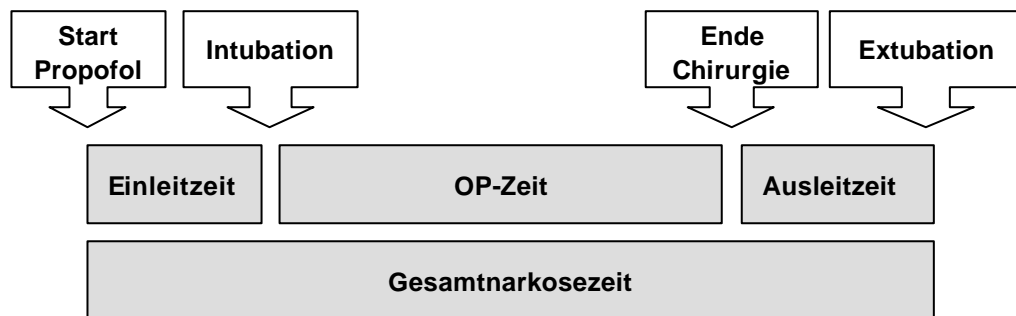 Start
Propofol
Intubation
Ende
Chirurgie
Extubation
Einleitzeit
OP-Zeit
Ausleitzeit
Gesamtnarkosezeit